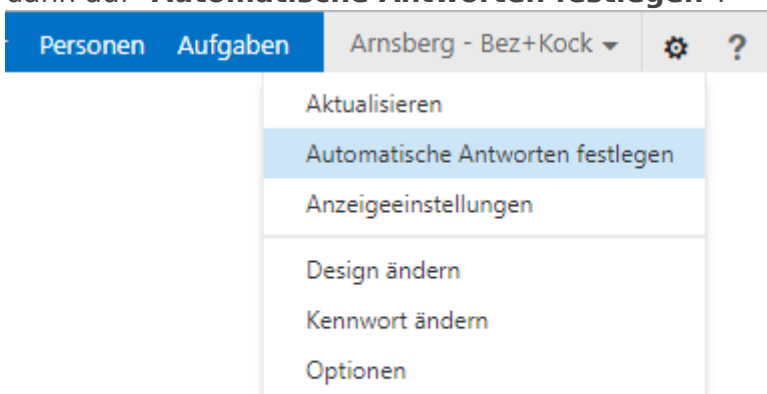 Personen Aufgaben Arnsberg - Bez+Kock ?
Aktualisieren
Automatische Antworten festlegen
Anzeigeeinstellungen
Design ändern
Kennwort ändern
Optionen